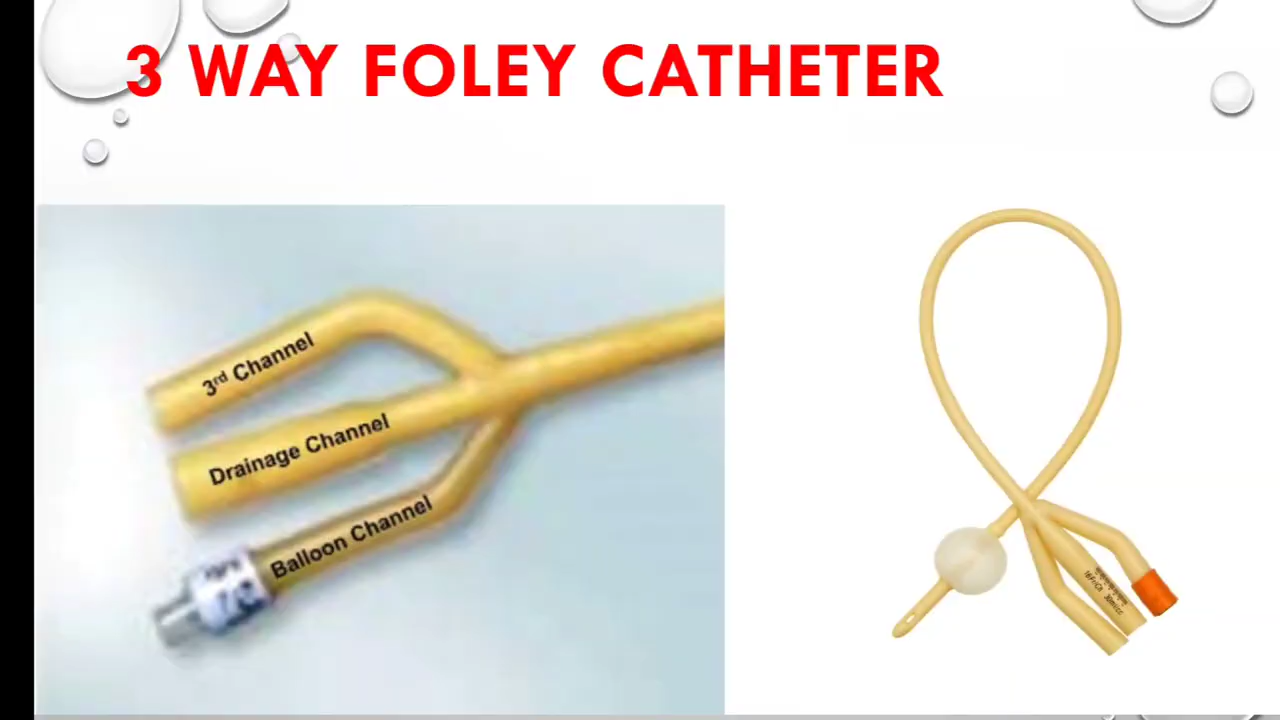 3 WAY FOLEY CATHETER
3rd Channel
Drainage Channel
Balloon Channel